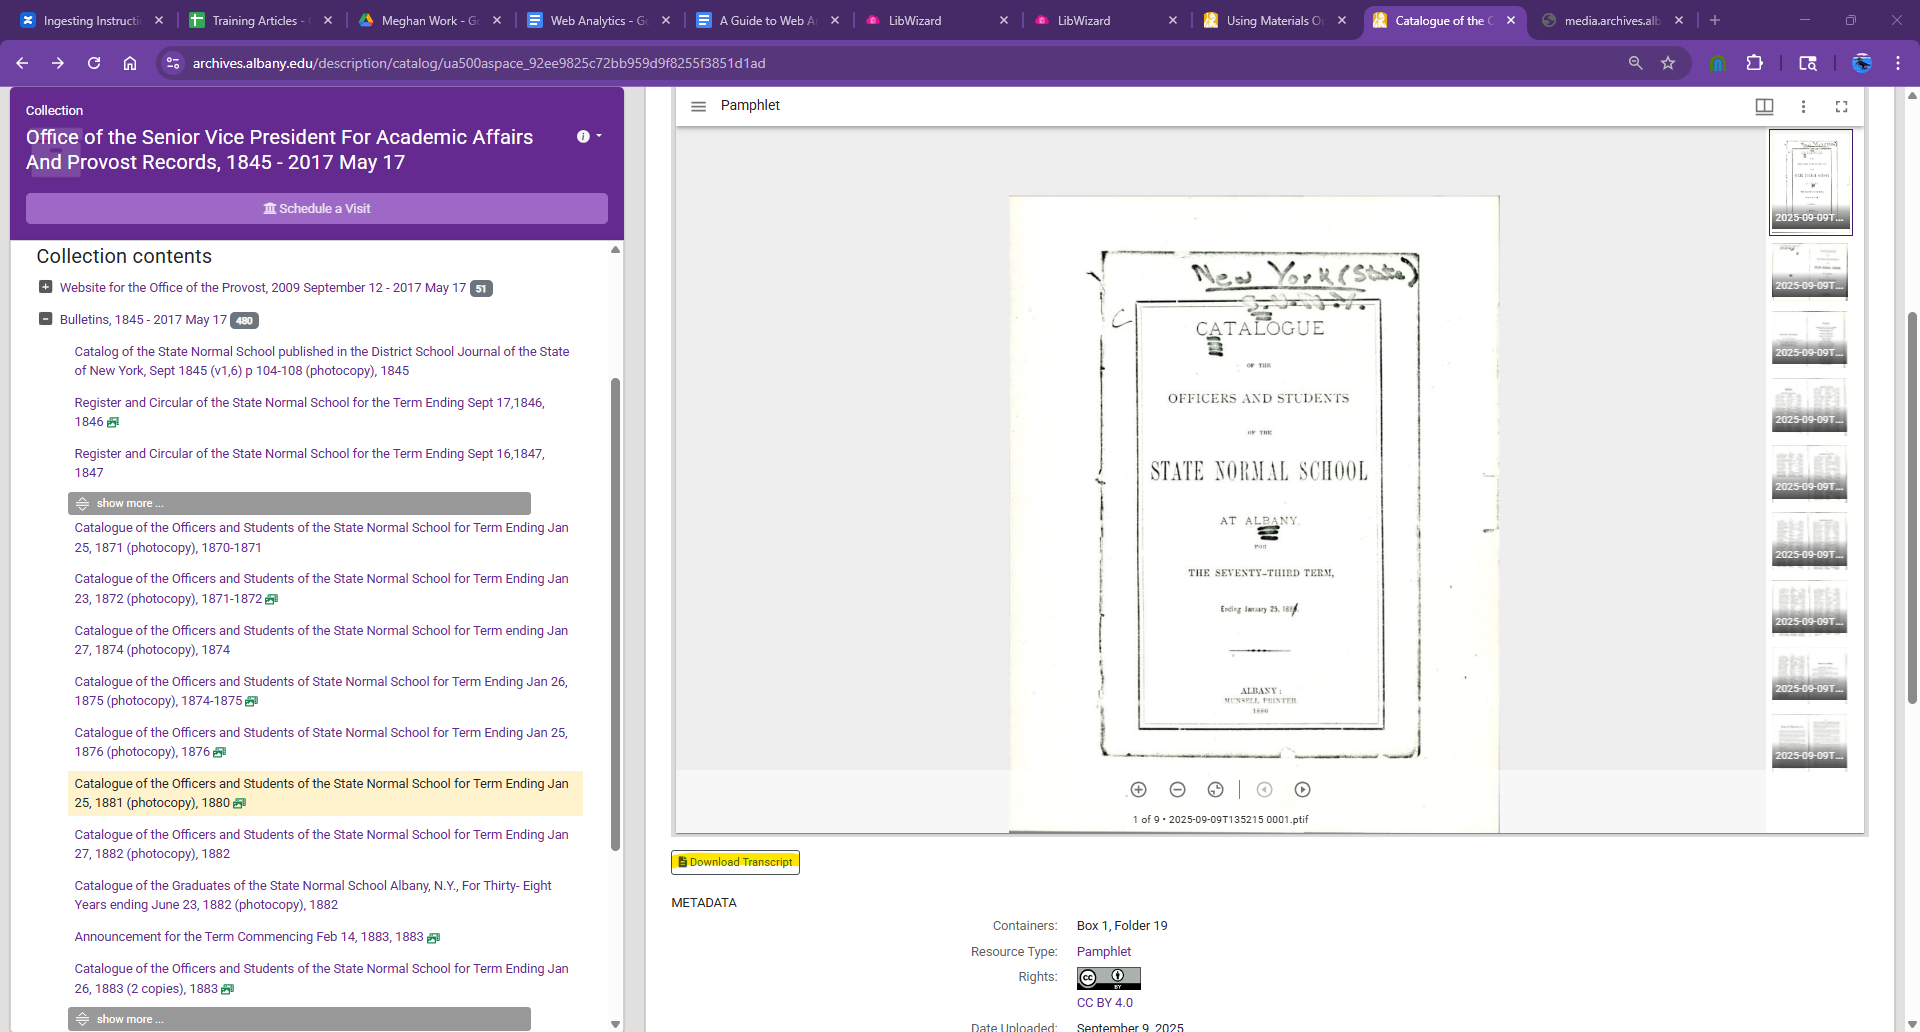 Ingesting Instructi
Training Articles -
Meghan Work - Go
Web Analytics - Go
A Guide to Web A
LibWizard
LibWizard
Using Materials O
Catalogue of the O
media.archives.alb
archives.albany.edu/description/catalog/ua500aspace_92ee9825c72bb959d9f8255f3851d1ad
Collection
Office of the Senior Vice President For Academic Affairs
And Provost Records, 1845 - 2017 May 17
Schedule a Visit
Collection contents
Website for the Office of the Provost, 2009 September 12 - 2017 May 17 51
Bulletins, 1845 - 2017 May 17 480
Catalog of the State Normal School published in the District School Journal of the State
of New York, Sept 1845 (v1,6) p 104-108 (photocopy), 1845
Register and Circular of the State Normal School for the Term Ending Sept 17,1846,
1846
Register and Circular of the State Normal School for the Term Ending Sept 16,1847,
1847
show more ...
Catalogue of the Officers and Students of the State Normal School for Term Ending Jan
25, 1871 (photocopy), 1870-1871
Catalogue of the Officers and Students of the State Normal School for Term Ending Jan
23, 1872 (photocopy), 1871-1872
Catalogue of the Officers and Students of the State Normal School for Term ending Jan
27, 1874 (photocopy), 1874
Catalogue of the Officers and Students of State Normal School for Term Ending Jan 26,
1875 (photocopy), 1874-1875
Catalogue of the Officers and Students of State Normal School for Term Ending Jan 25,
1876 (photocopy), 1876
Catalogue of the Officers and Students of the State Normal School for Term Ending Jan
25, 1881 (photocopy), 1880
Catalogue of the Officers and Students of the State Normal School for Term Ending Jan
27, 1882 (photocopy), 1882
Catalogue of the Graduates of the State Normal School Albany, N.Y., For Thirty- Eight
Years ending June 23, 1882 (photocopy), 1882
Announcement for the Term Commencing Feb 14, 1883, 1883
Catalogue of the Officers and Students of the State Normal School for Term Ending Jan
26, 1883 (2 copies), 1883
show more ...
Pamphlet
New York (State)
S.U.N.Y.
C
CATALOGUE
OF THE
OFFICERS AND STUDENTS
OF THE
STATE NORMAL SCHOOL
AT ALBANY,
FOR
THE SEVENTY-THIRD TERM,
Ending January 25, 188
ALBANY:
MUNSELL, PRINTER.
1880
1 of 9 • 2025-09-09T135215 0001.ptif
2025-09-09T...
2025-09-09T...
2025-09-09T...
2025-09-09T...
2025-09-09T...
2025-09-09T...
2025-09-09T...
2025-09-09T...
2025-09-09T...
Download Transcript
METADATA
Containers: Box 1, Folder 19
Resource Type: Pamphlet
Rights: cc BY
CC BY 4.0
Date Uploaded: September 9, 2025